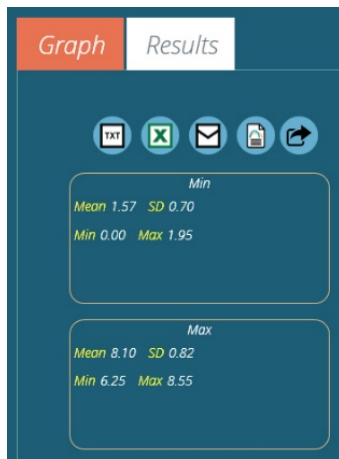 Graph Results
TXT X
Min
Mean 1.57 SD 0.70
Min 0.00 Max 1.95
Max
Mean 8.10 SD 0.82
Min 6.25 Max 8.55